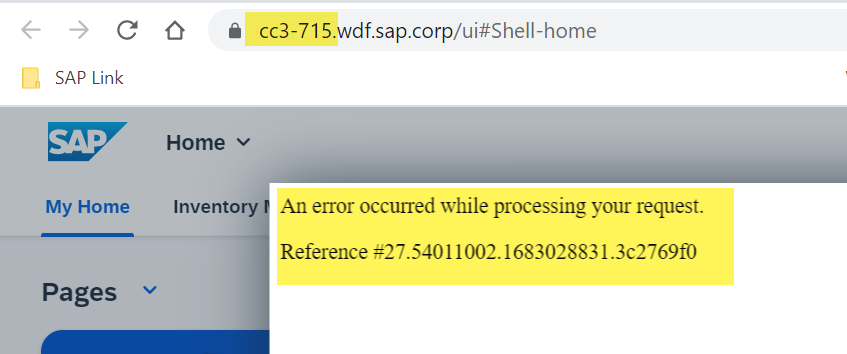 cc3-715.wdf.sap.corp/ui#Shell-home
SAP Link
SAP
Home
My Home Inventory
An error occurred while processing your request.
Reference #27.54011002.1683028831.3c2769f0
Pages